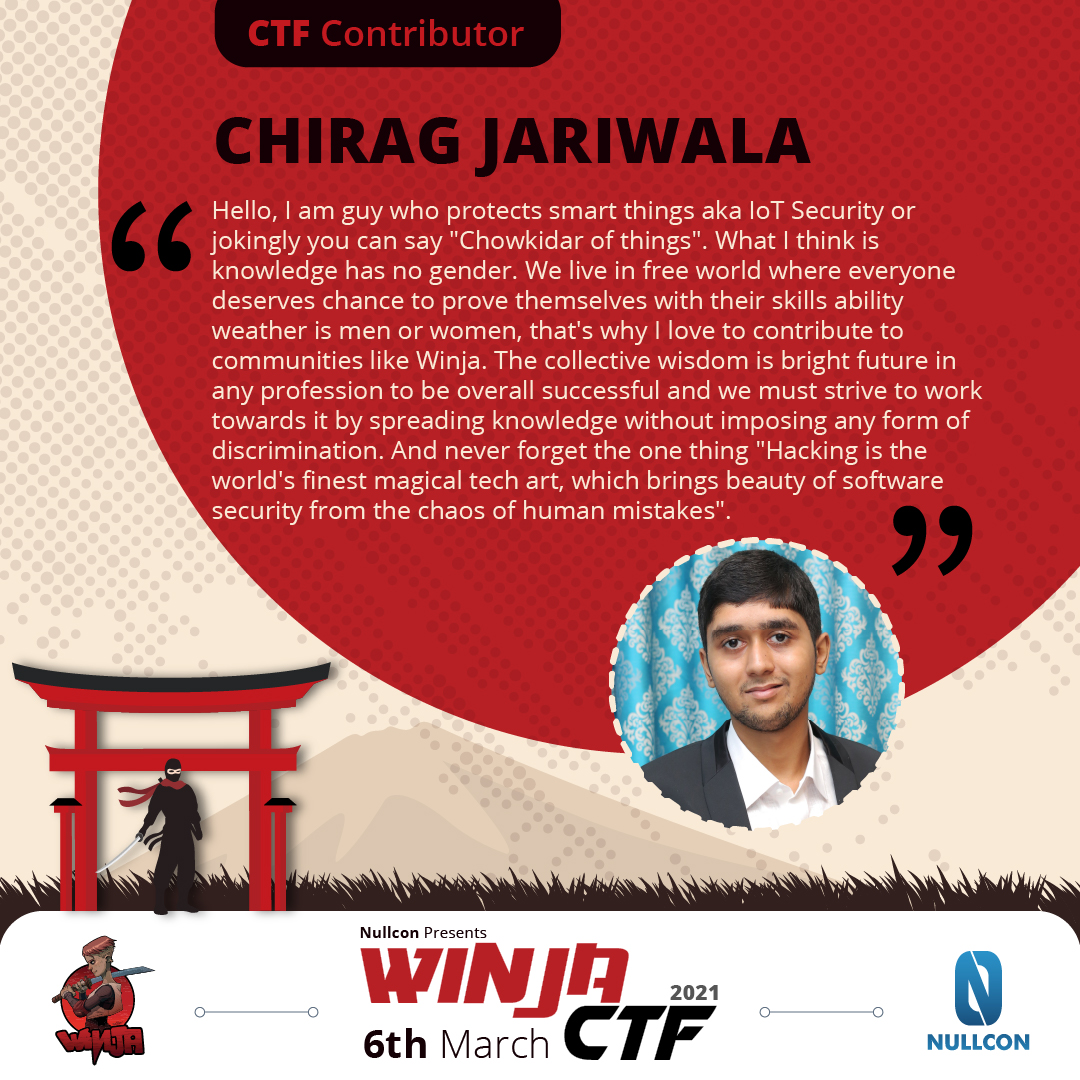 CTF Contributor
CHIRAG JARIWALA
Hello, I am guy who protects smart things aka IoT Security or
jokingly you can say "Chowkidar of things". What I think is
knowledge has no gender. We live in free world where everyone
deserves chance to prove themselves with their skills ability
weather is men or women, that's why I love to contribute to
communities like Winja. The collective wisdom is bright future in
any profession to be overall successful and we must strive to work
towards it by spreading knowledge without imposing any form of
discrimination. And never forget the one thing "Hacking is the
world's finest magical tech art, which brings beauty of software
security from the chaos of human mistakes".
WINJA
Nullcon Presents
WINJA
2021
6th March CTF
NULLCON